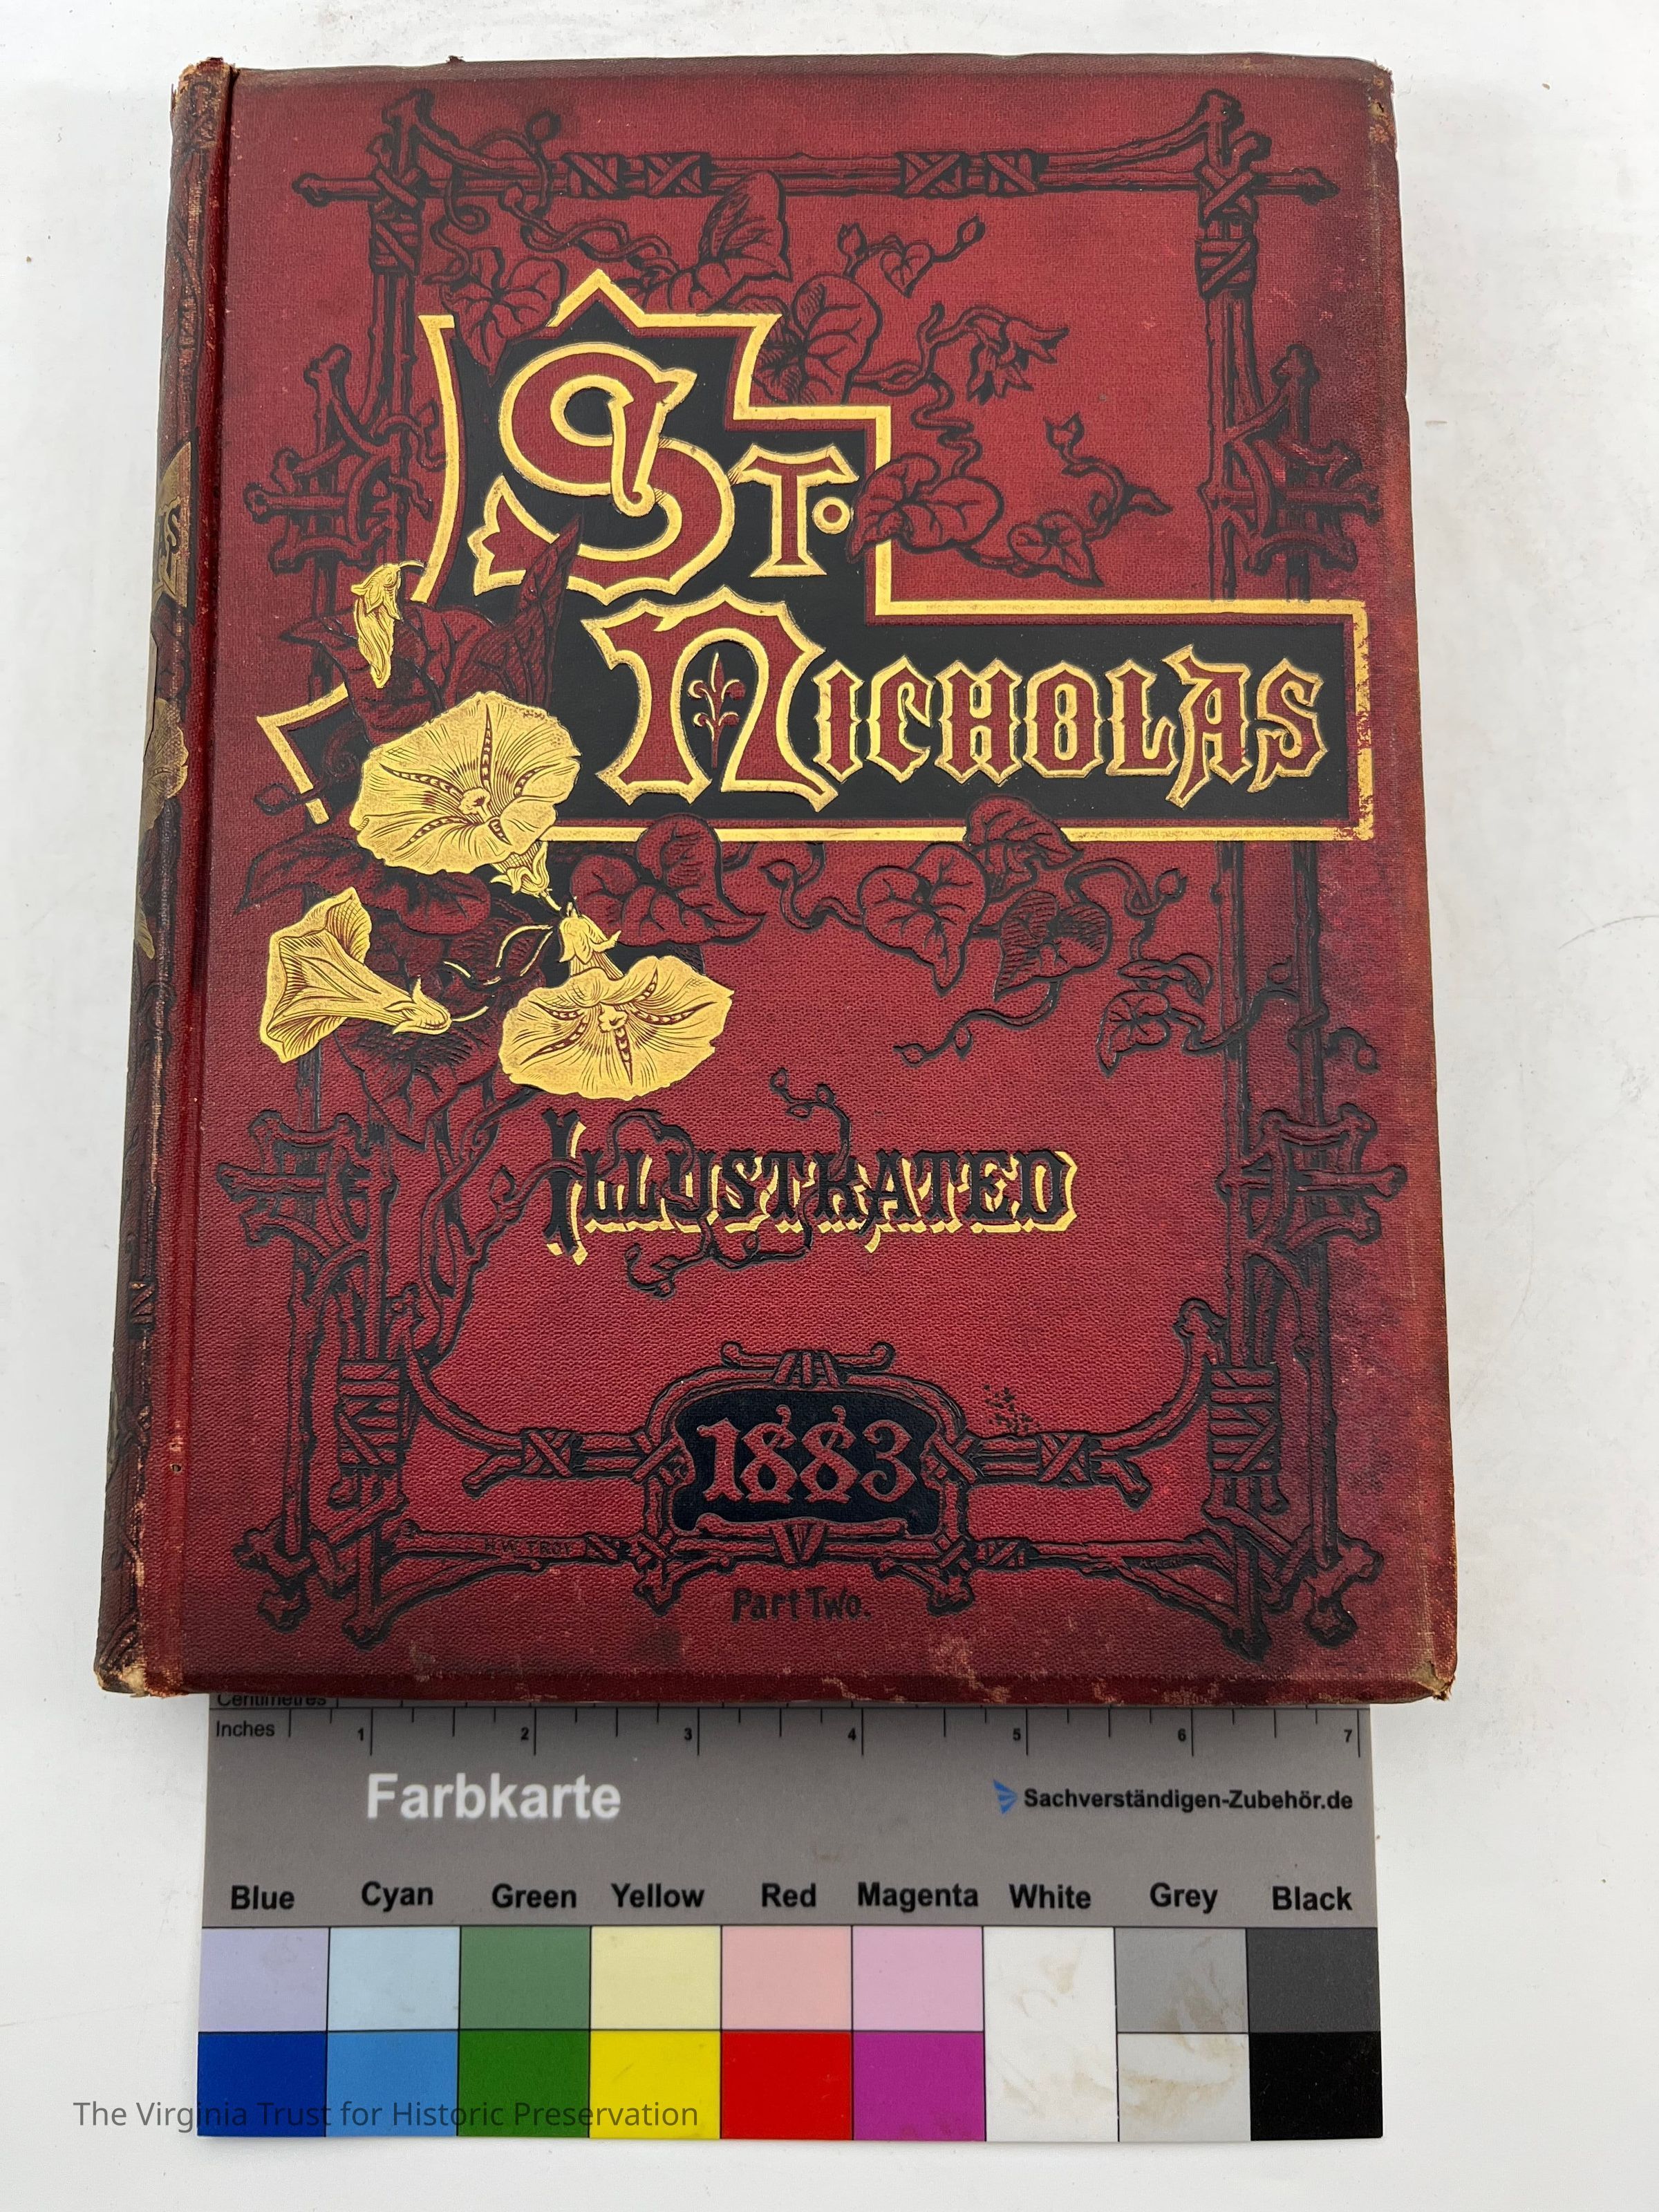 St.
Nicholas
Illustrated
1883
H.W. TROY
Part Two.
Centimetres
Inches 1 2 3 4 5 6 7
Farbkarte
Sachverständigen-Zubehör.de
Blue Cyan Green Yellow Red Magenta White Grey Black
The Virginia Trust for Historic Preservation